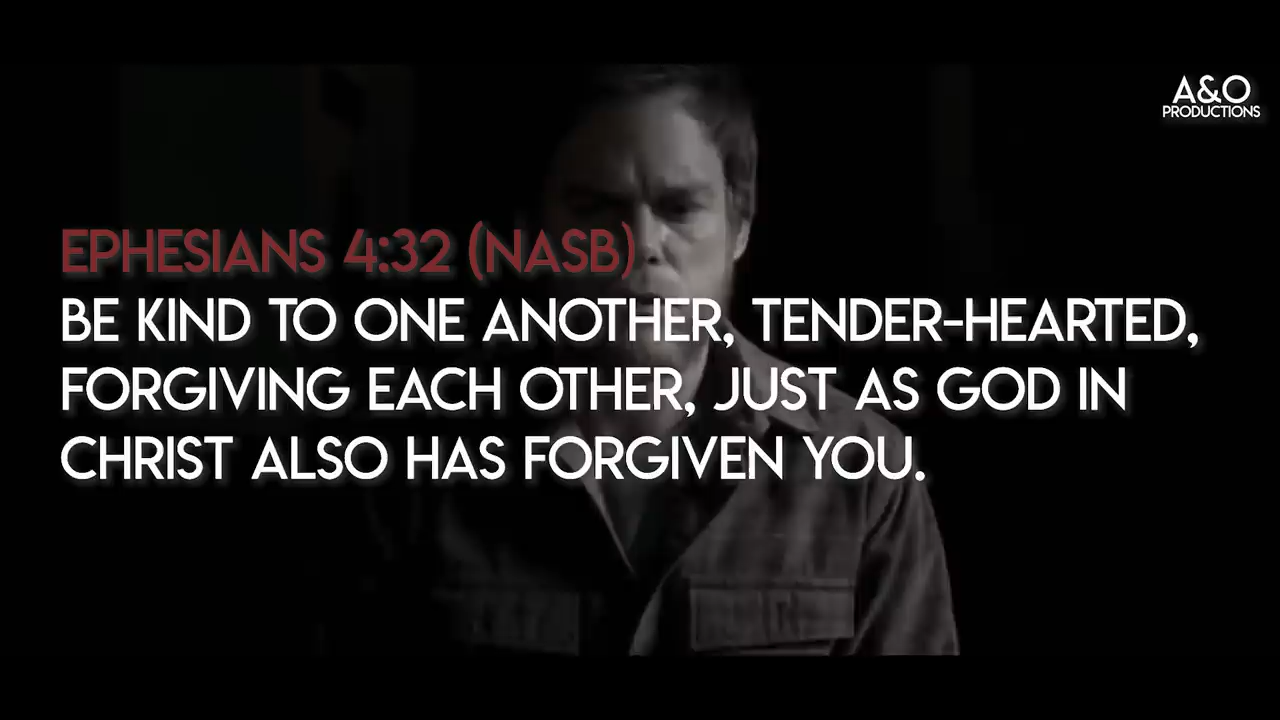 A&O
PRODUCTIONS
EPHESIANS 4:32 (NASB)
BE KIND TO ONE ANOTHER, TENDER-HEARTED,
FORGIVING EACH OTHER, JUST AS GOD IN
CHRIST ALSO HAS FORGIVEN YOU.